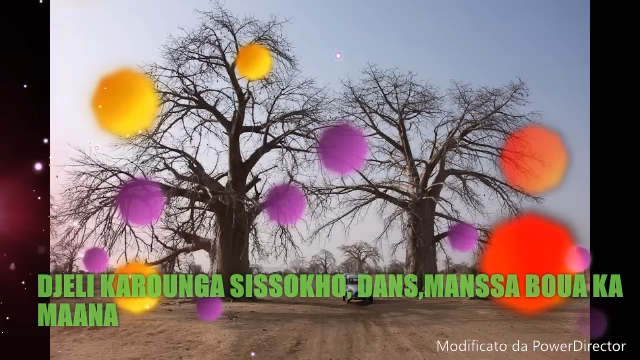 DJELI KAROUNGA SISSOKHO, DANS,MANSSA BOUA KA
MAANA
Modificato da PowerDirector